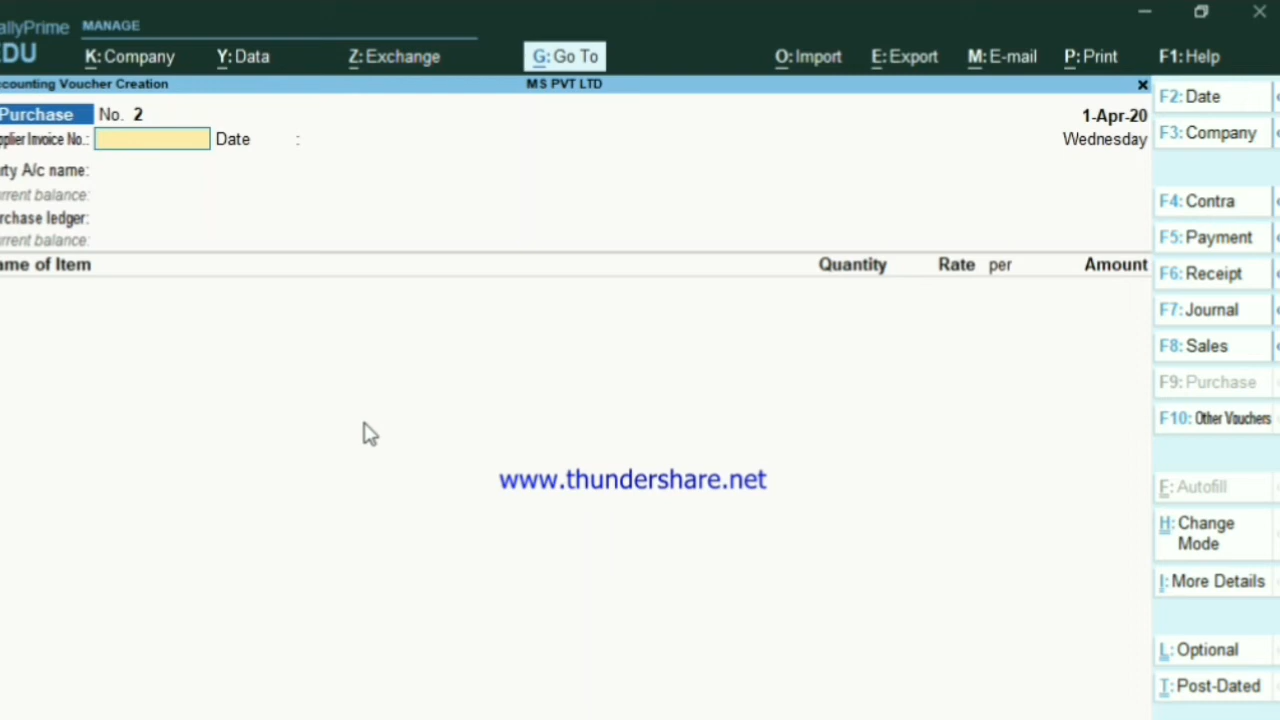 allyPrime MANAGE
EDU K: Company Y: Data Z: Exchange G: Go To O: Import E: Export M: E-mail P: Print F1: Help
ccounting Voucher Creation MS PVT LTD x
Purchase No. 2 1-Apr-20
pplier Invoice No.: Date : Wednesday
rty A/c name:
rrent balance:
rchase ledger:
rrent balance:
ame of Item Quantity Rate per Amount
www.thundershare.net
F2: Date
F3: Company
F4: Contra
F5: Payment
F6: Receipt
F7: Journal
F8: Sales
F9: Purchase
F10: Other Vouchers
F: Autofill
H: Change
Mode
I: More Details
L: Optional
T: Post-Dated